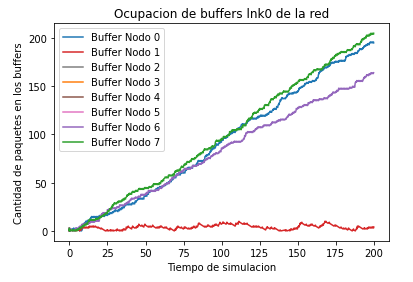 Ocupacion de buffers lnk0 de la red
Cantidad de paquetes en los buffers
200
150
100
50
0
Buffer Nodo 0
Buffer Nodo 1
Buffer Nodo 2
Buffer Nodo 3
Buffer Nodo 4
Buffer Nodo 5
Buffer Nodo 6
Buffer Nodo 7
0 25 50 75 100 125 150 175 200
Tiempo de simulacion